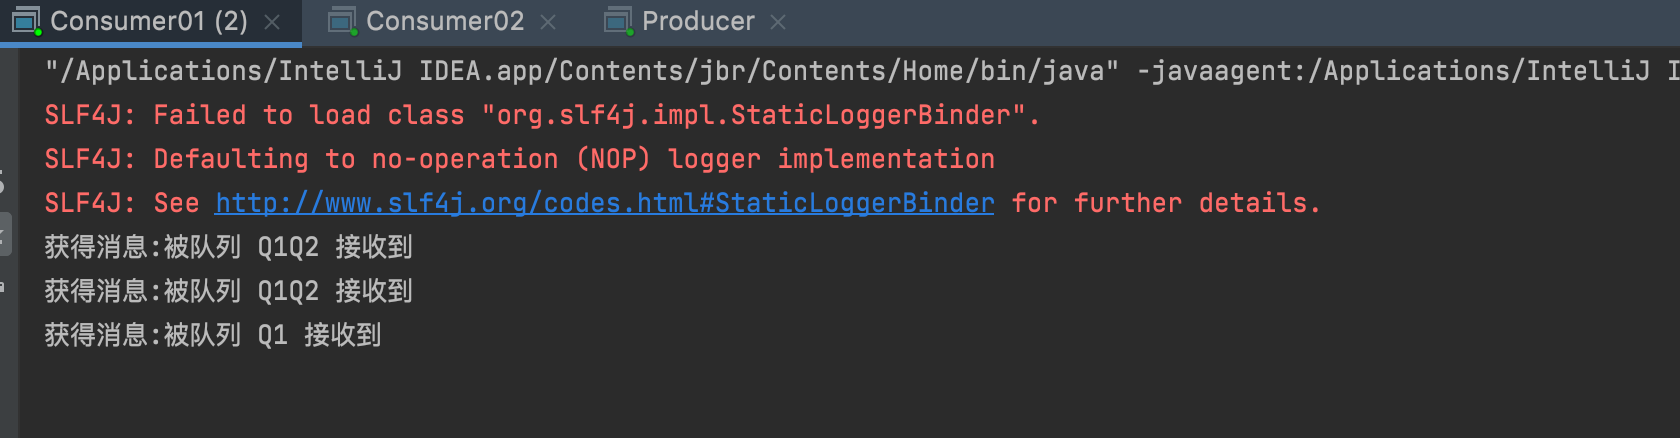 Consumer01 (2) Consumer02 Producer
"/Applications/IntelliJ IDEA.app/Contents/jbr/Contents/Home/bin/java" -javaagent:/Applications/IntelliJ I
SLF4J: Failed to load class "org.slf4j.impl.StaticLoggerBinder".
SLF4J: Defaulting to no-operation (NOP) logger implementation
SLF4J: See http://www.slf4j.org/codes.html#StaticLoggerBinder for further details.
获得消息:被队列 Q1Q2 接收到
获得消息:被队列 Q1Q2 接收到
获得消息:被队列 Q1 接收到